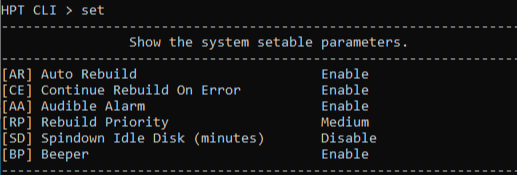 HPT CLI > set
--------------------------------------------------------------------
Show the system setable parameters.
--------------------------------------------------------------------
[AR] Auto Rebuild Enable
[CE] Continue Rebuild On Error Enable
[AA] Audible Alarm Enable
[RP] Rebuild Priority Medium
[SD] Spindown Idle Disk (minutes) Disable
[BP] Beeper Enable
--------------------------------------------------------------------